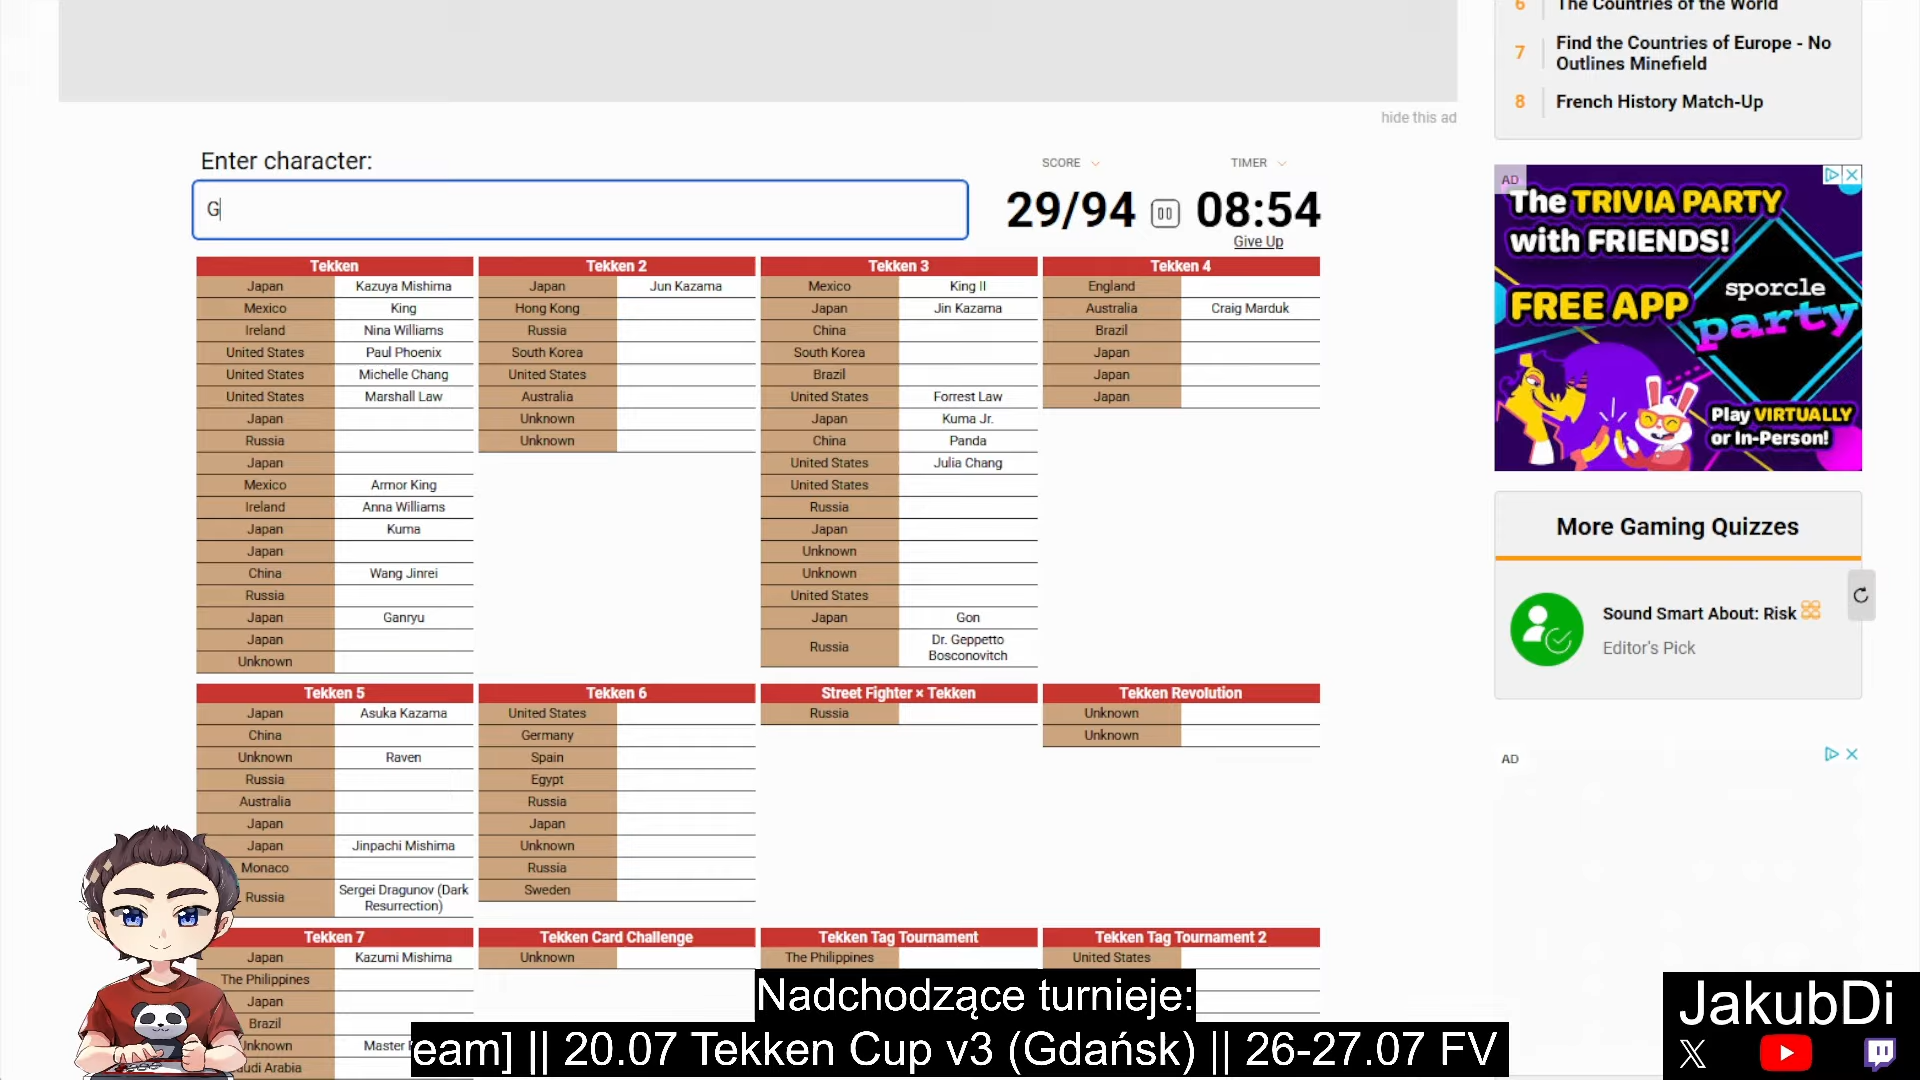 6 The Countries of the World
7 Find the Countries of Europe - No
Outlines Minefield
8 French History Match-Up
hide this ad
Enter character:
G
SCORE
29/94
TIMER
08:54
Give Up
AD
The TRIVIA PARTY
with FRIENDS!
FREE APP
sporcle
party
Play VIRTUALLY
or In-Person!
More Gaming Quizzes
Sound Smart About: Risk
Editor's Pick
AD
Tekken
Japan Kazuya Mishima
Mexico King
Ireland Nina Williams
United States Paul Phoenix
United States Michelle Chang
United States Marshall Law
Japan
Russia
Japan
Mexico Armor King
Ireland Anna Williams
Japan Kuma
Japan
China Wang Jinrei
Russia
Japan Ganryu
Japan
Unknown
Tekken 2
Japan Jun Kazama
Hong Kong
Russia
South Korea
United States
Australia
Unknown
Unknown
Tekken 3
Mexico King II
Japan Jin Kazama
China
South Korea
Brazil
United States Forrest Law
Japan Kuma Jr.
China Panda
United States Julia Chang
United States
Russia
Japan
Unknown
Unknown
United States
Japan Gon
Russia Dr. Geppetto
Bosconovitch
Tekken 4
England
Australia Craig Marduk
Brazil
Japan
Japan
Japan
Tekken 5
Japan Asuka Kazama
China
Unknown Raven
Russia
Australia
Japan
Japan Jinpachi Mishima
Monaco
Russia Sergei Dragunov (Dark
Resurrection)
Tekken 6
United States
Germany
Spain
Egypt
Russia
Japan
Unknown
Russia
Sweden
Street Fighter × Tekken
Russia
Tekken Revolution
Unknown
Unknown
Tekken 7
Japan Kazumi Mishima
The Philippines
Japan
Brazil
Unknown Master
Saudi Arabia
Tekken Card Challenge
Unknown
Tekken Tag Tournament
The Philippines
Tekken Tag Tournament 2
United States
Nadchodzące turnieje:
eam] || 20.07 Tekken Cup v3 (Gdańsk) || 26-27.07 FV
JakubDi